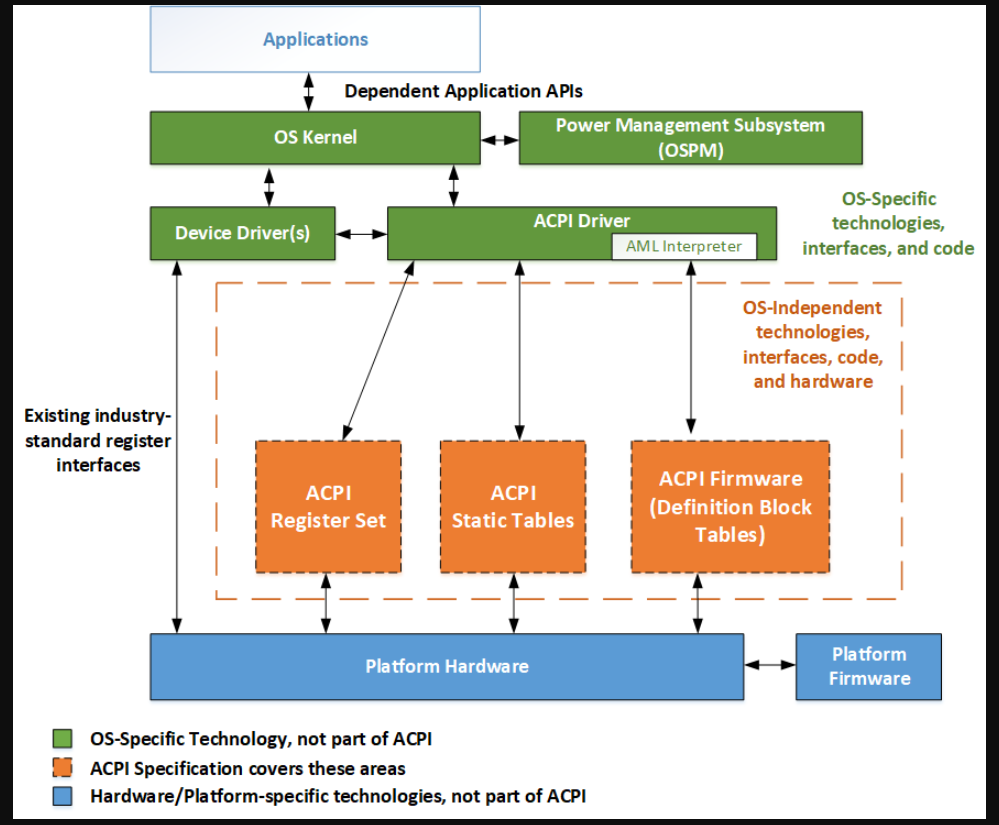 Applications
Dependent Application APIs
OS Kernel
Power Management Subsystem
(OSPM)
Device Driver(s)
ACPI Driver
AML Interpreter
OS-Specific
technologies,
interfaces, and code
OS-Independent
technologies,
interfaces, code,
and hardware
Existing industry-
standard register
interfaces
ACPI
Register Set
ACPI
Static Tables
ACPI Firmware
(Definition Block
Tables)
Platform Hardware
Platform
Firmware
OS-Specific Technology, not part of ACPI
ACPI Specification covers these areas
Hardware/Platform-specific technologies, not part of ACPI